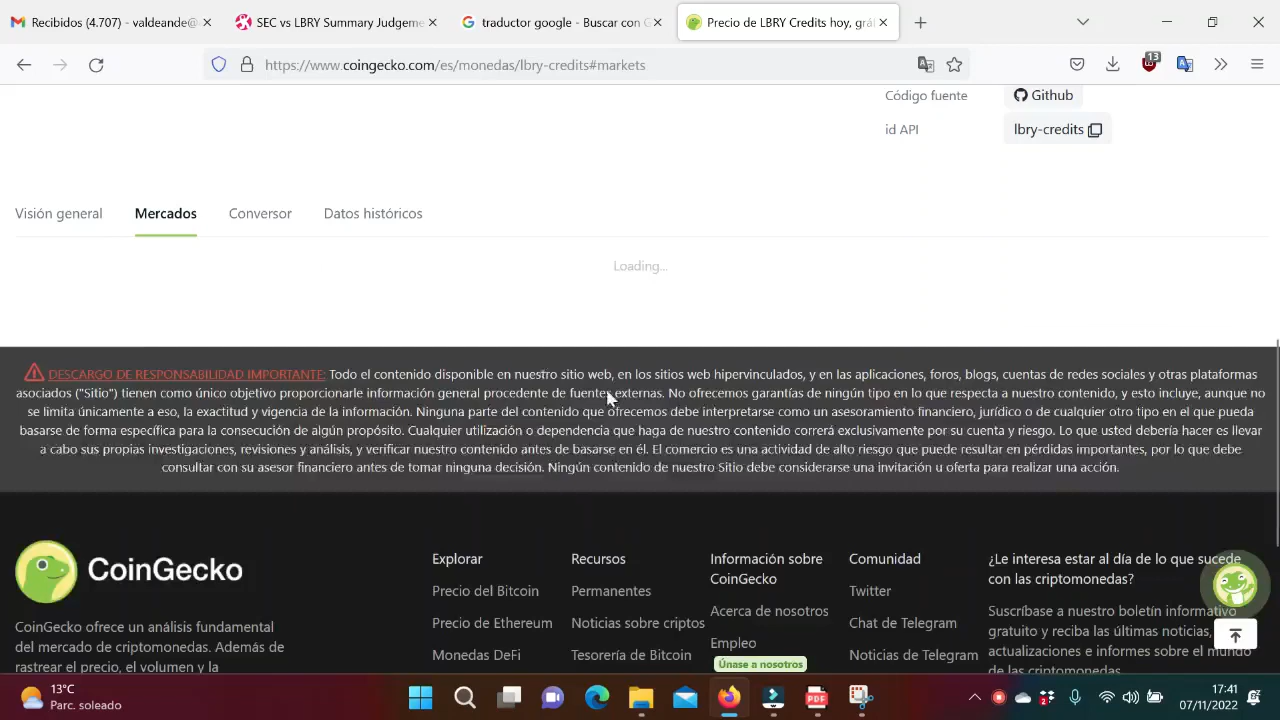 Recibidos (4.707) - valdeande@
SEC vs LBRY Summary Judgeme
traductor google - Buscar con G
Precio de LBRY Credits hoy, grá
https://www.coingecko.com/es/monedas/lbry-credits#markets
13
Código fuente
Github
id API
lbry-credits
Visión general
Mercados
Conversor
Datos históricos
Loading...
DESCARGO DE RESPONSABILIDAD IMPORTANTE: Todo el contenido disponible en nuestro sitio web, en los sitios web hipervinculados, y en las aplicaciones, foros, blogs, cuentas de redes sociales y otras plataformas
asociados ("Sitio") tienen como único objetivo proporcionarle información general procedente de fuentes externas. No ofrecemos garantías de ningún tipo en lo que respecta a nuestro contenido, y esto incluye, aunque no
se limita únicamente a eso, la exactitud y vigencia de la información. Ninguna parte del contenido que ofrecemos debe interpretarse como un asesoramiento financiero, jurídico o de cualquier otro tipo en el que pueda
basarse de forma específica para la consecución de algún propósito. Cualquier utilización o dependencia que haga de nuestro contenido correrá exclusivamente por su cuenta y riesgo. Lo que usted debería hacer es llevar
a cabo sus propias investigaciones, revisiones y análisis, y verificar nuestro contenido antes de basarse en él. El comercio es una actividad de alto riesgo que puede resultar en pérdidas importantes, por lo que debe
consultar con su asesor financiero antes de tomar ninguna decisión. Ningún contenido de nuestro Sitio debe considerarse una invitación u oferta para realizar una acción.
CoinGecko
CoinGecko ofrece un análisis fundamental
del mercado de criptomonedas. Además de
rastrear el precio, el volumen y la
Explorar
Precio del Bitcoin
Precio de Ethereum
Monedas DeFi
Recursos
Permanentes
Noticias sobre criptos
Tesorería de Bitcoin
Información sobre
CoinGecko
Acerca de nosotros
Empleo
Únase a nosotros
Comunidad
Twitter
Chat de Telegram
Noticias de Telegram
¿Le interesa estar al día de lo que sucede
con las criptomonedas?
Suscríbase a nuestro boletín informativo
gratuito y reciba las últimas noticias,
actualizaciones e informes sobre el mundo
de las criptomonedas.
13°C
Parc. soleado
PDF
17:41
07/11/2022